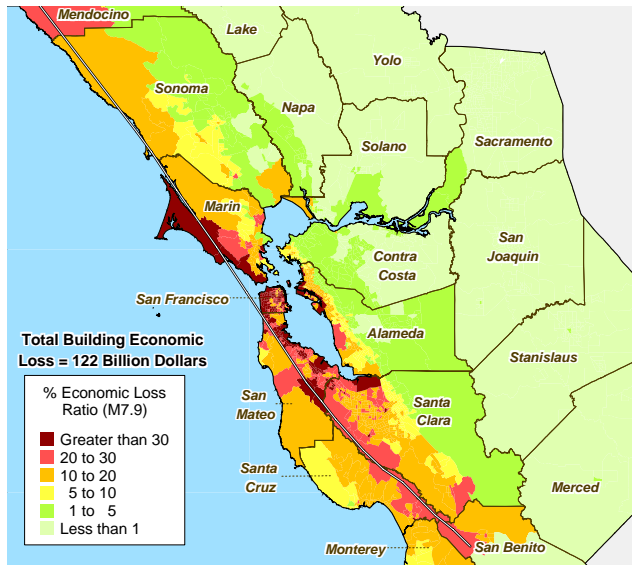 Mendocino
Lake
Yolo
Sonoma
Napa
Solano
Sacramento
Marin
San
Joaquin
Contra
Costa
San Francisco
Alameda
Total Building Economic
Loss = 122 Billion Dollars
Stanislaus
% Economic Loss
Ratio (M7.9)
Greater than 30
20 to 30
10 to 20
5 to 10
1 to 5
Less than 1
San
Mateo
Santa
Clara
Santa
Cruz
Merced
Monterey
San Benito